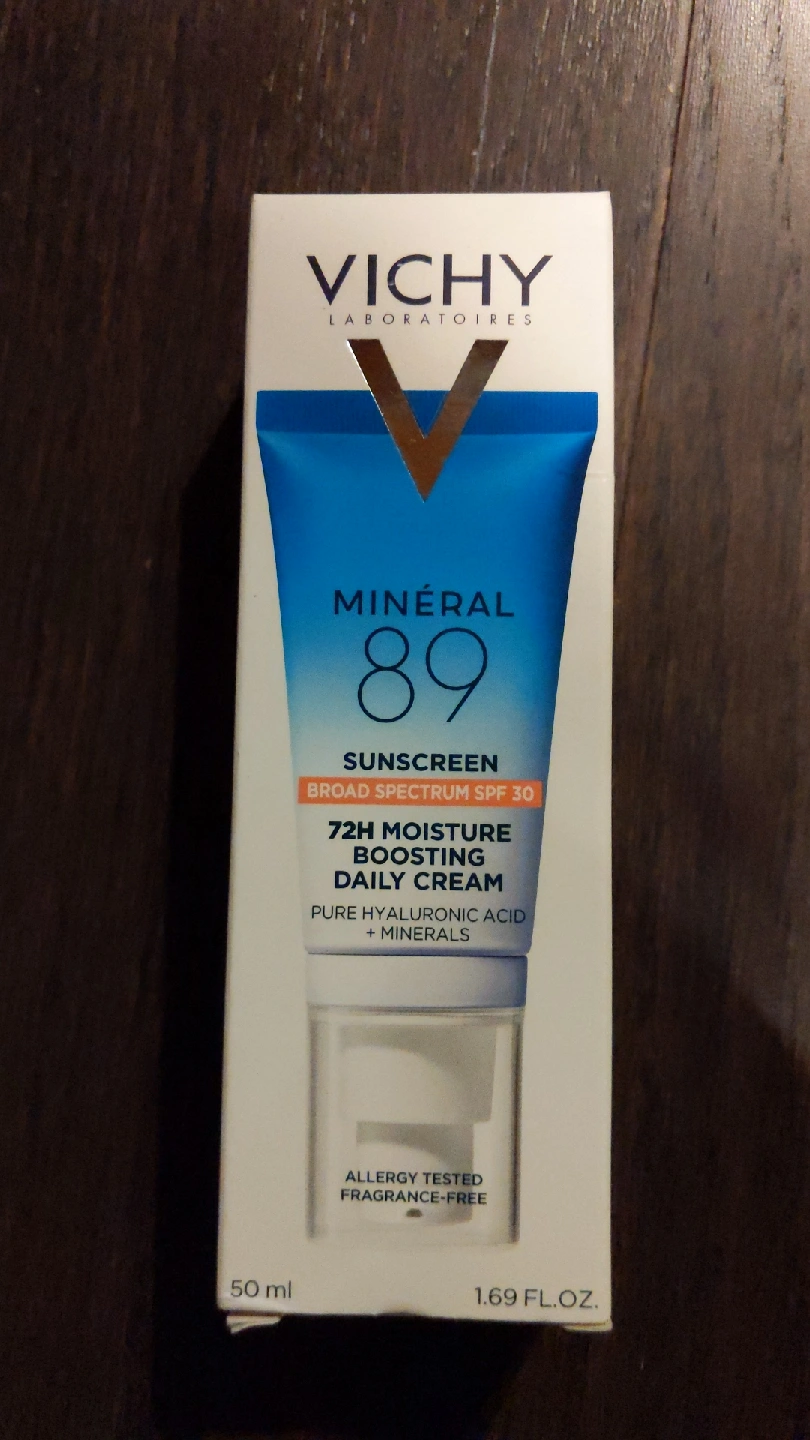 VICHY
LABORATOIRES
MINÉRAL
89
SUNSCREEN
BROAD SPECTRUM SPF 30
72H MOISTURE
BOOSTING
DAILY CREAM
PURE HYALURONIC ACID
+ MINERALS
ALLERGY TESTED
FRAGRANCE-FREE
50 ml 1.69 FL.OZ.